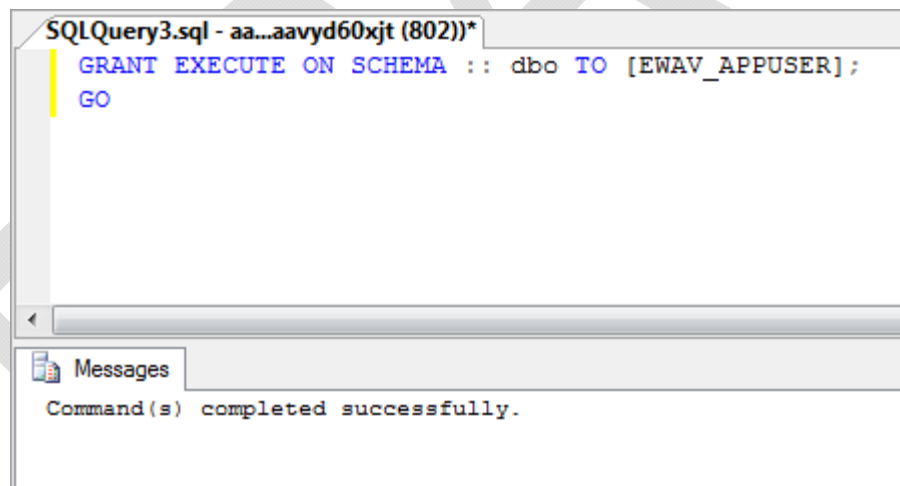 SQLQuery3.sql - aa...aavyd60xjt (802))*
GRANT EXECUTE ON SCHEMA :: dbo TO [EWAV_APPUSER];
GO
Messages
Command(s) completed successfully.